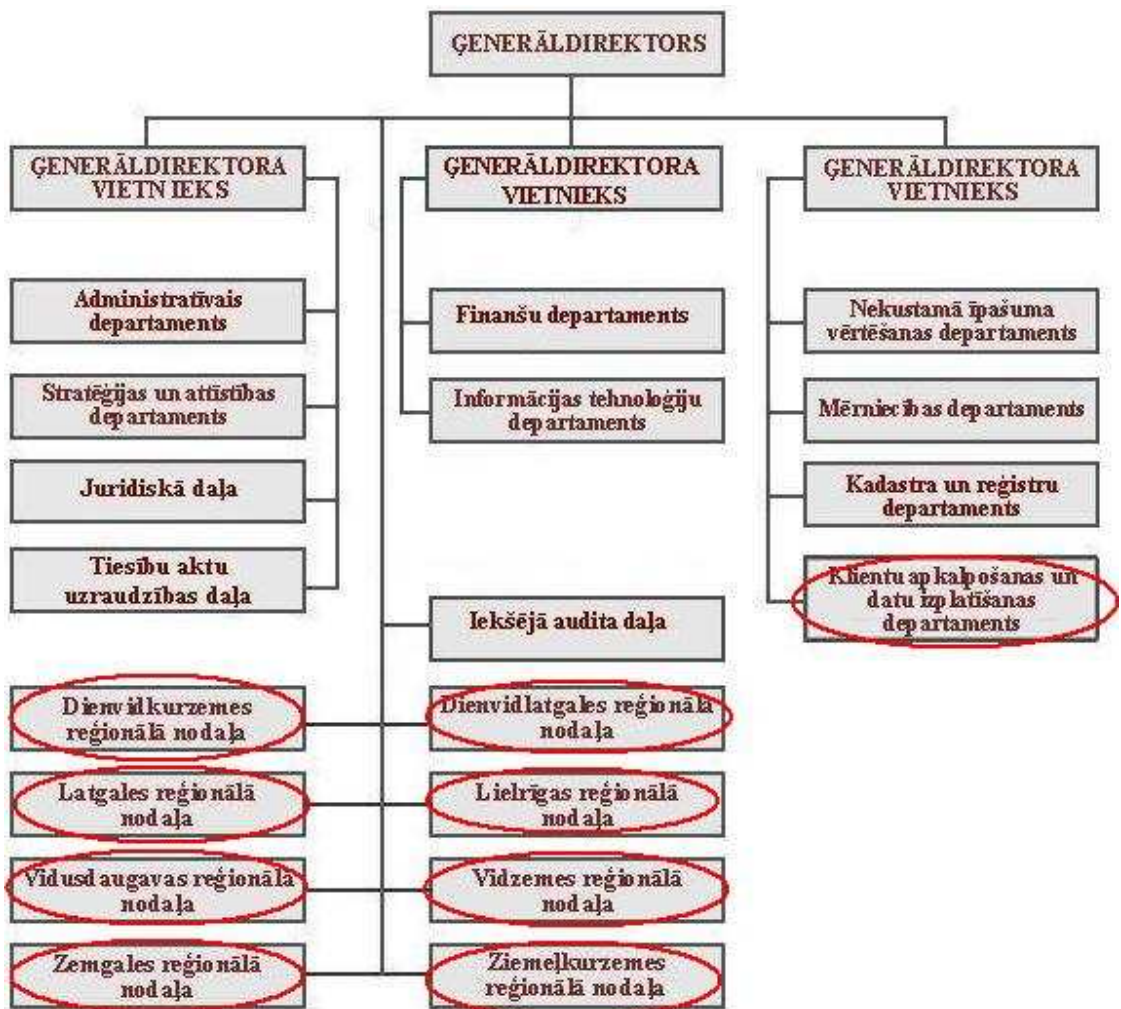 ĢENERĀLDIREKTORS
ĢENERĀLDIREKTORA
VIETN IEKS
ĢENERĀLDIREKTORA
VIETNIEKS
ĢENERĀLDIREKTORA
VIETNIEKS
Administratīvais
departaments
Stratēģijas un attīstības
departaments
Juridiskā daļa
Tiesību aktu
uzraudzības daļa
Finanšu departaments
Informācijas tehnoloģiju
departaments
Nekustamā īpašuma
vērtēšanas departaments
Mērniecības departaments
Kadastra un reģistru
departaments
Klientu apkalpošanas un
datu izplatīšanas
departaments
Iekšējā audita daļa
Dienvidkurzemes
reģionālā nodaļa
Dienvidlatgales reģionālā
nodaļa
Latgales reģionālā
nodaļa
Lielrīgas reģionālā
nodaļa
Vidusdaugavas reģionāla
nodaļa
Vidzemes reģionālā
nodaļa
Zemgales reģionālā
nodaļa
Ziemeļkurzemes
reģionālā nodaļa